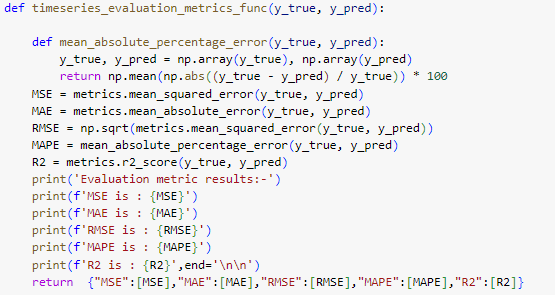 def timeseries_evaluation_metrics_func(y_true, y_pred):
def mean_absolute_percentage_error(y_true, y_pred):
y_true, y_pred = np.array(y_true), np.array(y_pred)
return np.mean(np.abs((y_true - y_pred) / y_true)) * 100
MSE = metrics.mean_squared_error(y_true, y_pred)
MAE = metrics.mean_absolute_error(y_true, y_pred)
RMSE = np.sqrt(metrics.mean_squared_error(y_true, y_pred))
MAPE = mean_absolute_percentage_error(y_true, y_pred)
R2 = metrics.r2_score(y_true, y_pred)
print('Evaluation metric results:-')
print(f'MSE is : {MSE}')
print(f'MAE is : {MAE}')
print(f'RMSE is : {RMSE}')
print(f'MAPE is : {MAPE}')
print(f'R2 is : {R2}',end='\n\n')
return  {"MSE":[MSE],"MAE":[MAE],"RMSE":[RMSE],"MAPE":[MAPE],"R2":[R2]}